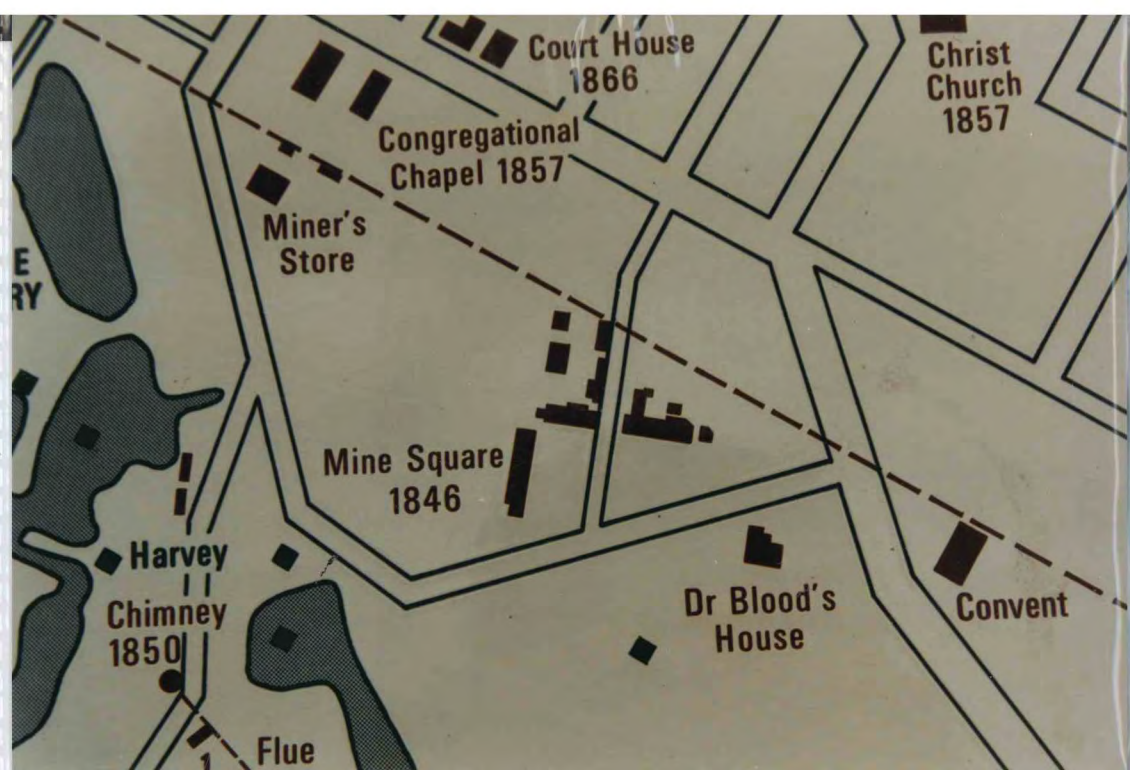 Court House
1866
Christ
Church
1857
Congregational
Chapel 1857
Miner's
Store
E
RY
Mine Square
1846
Harvey
Chimney
1850
Dr Blood's
House
Convent
Flue
1